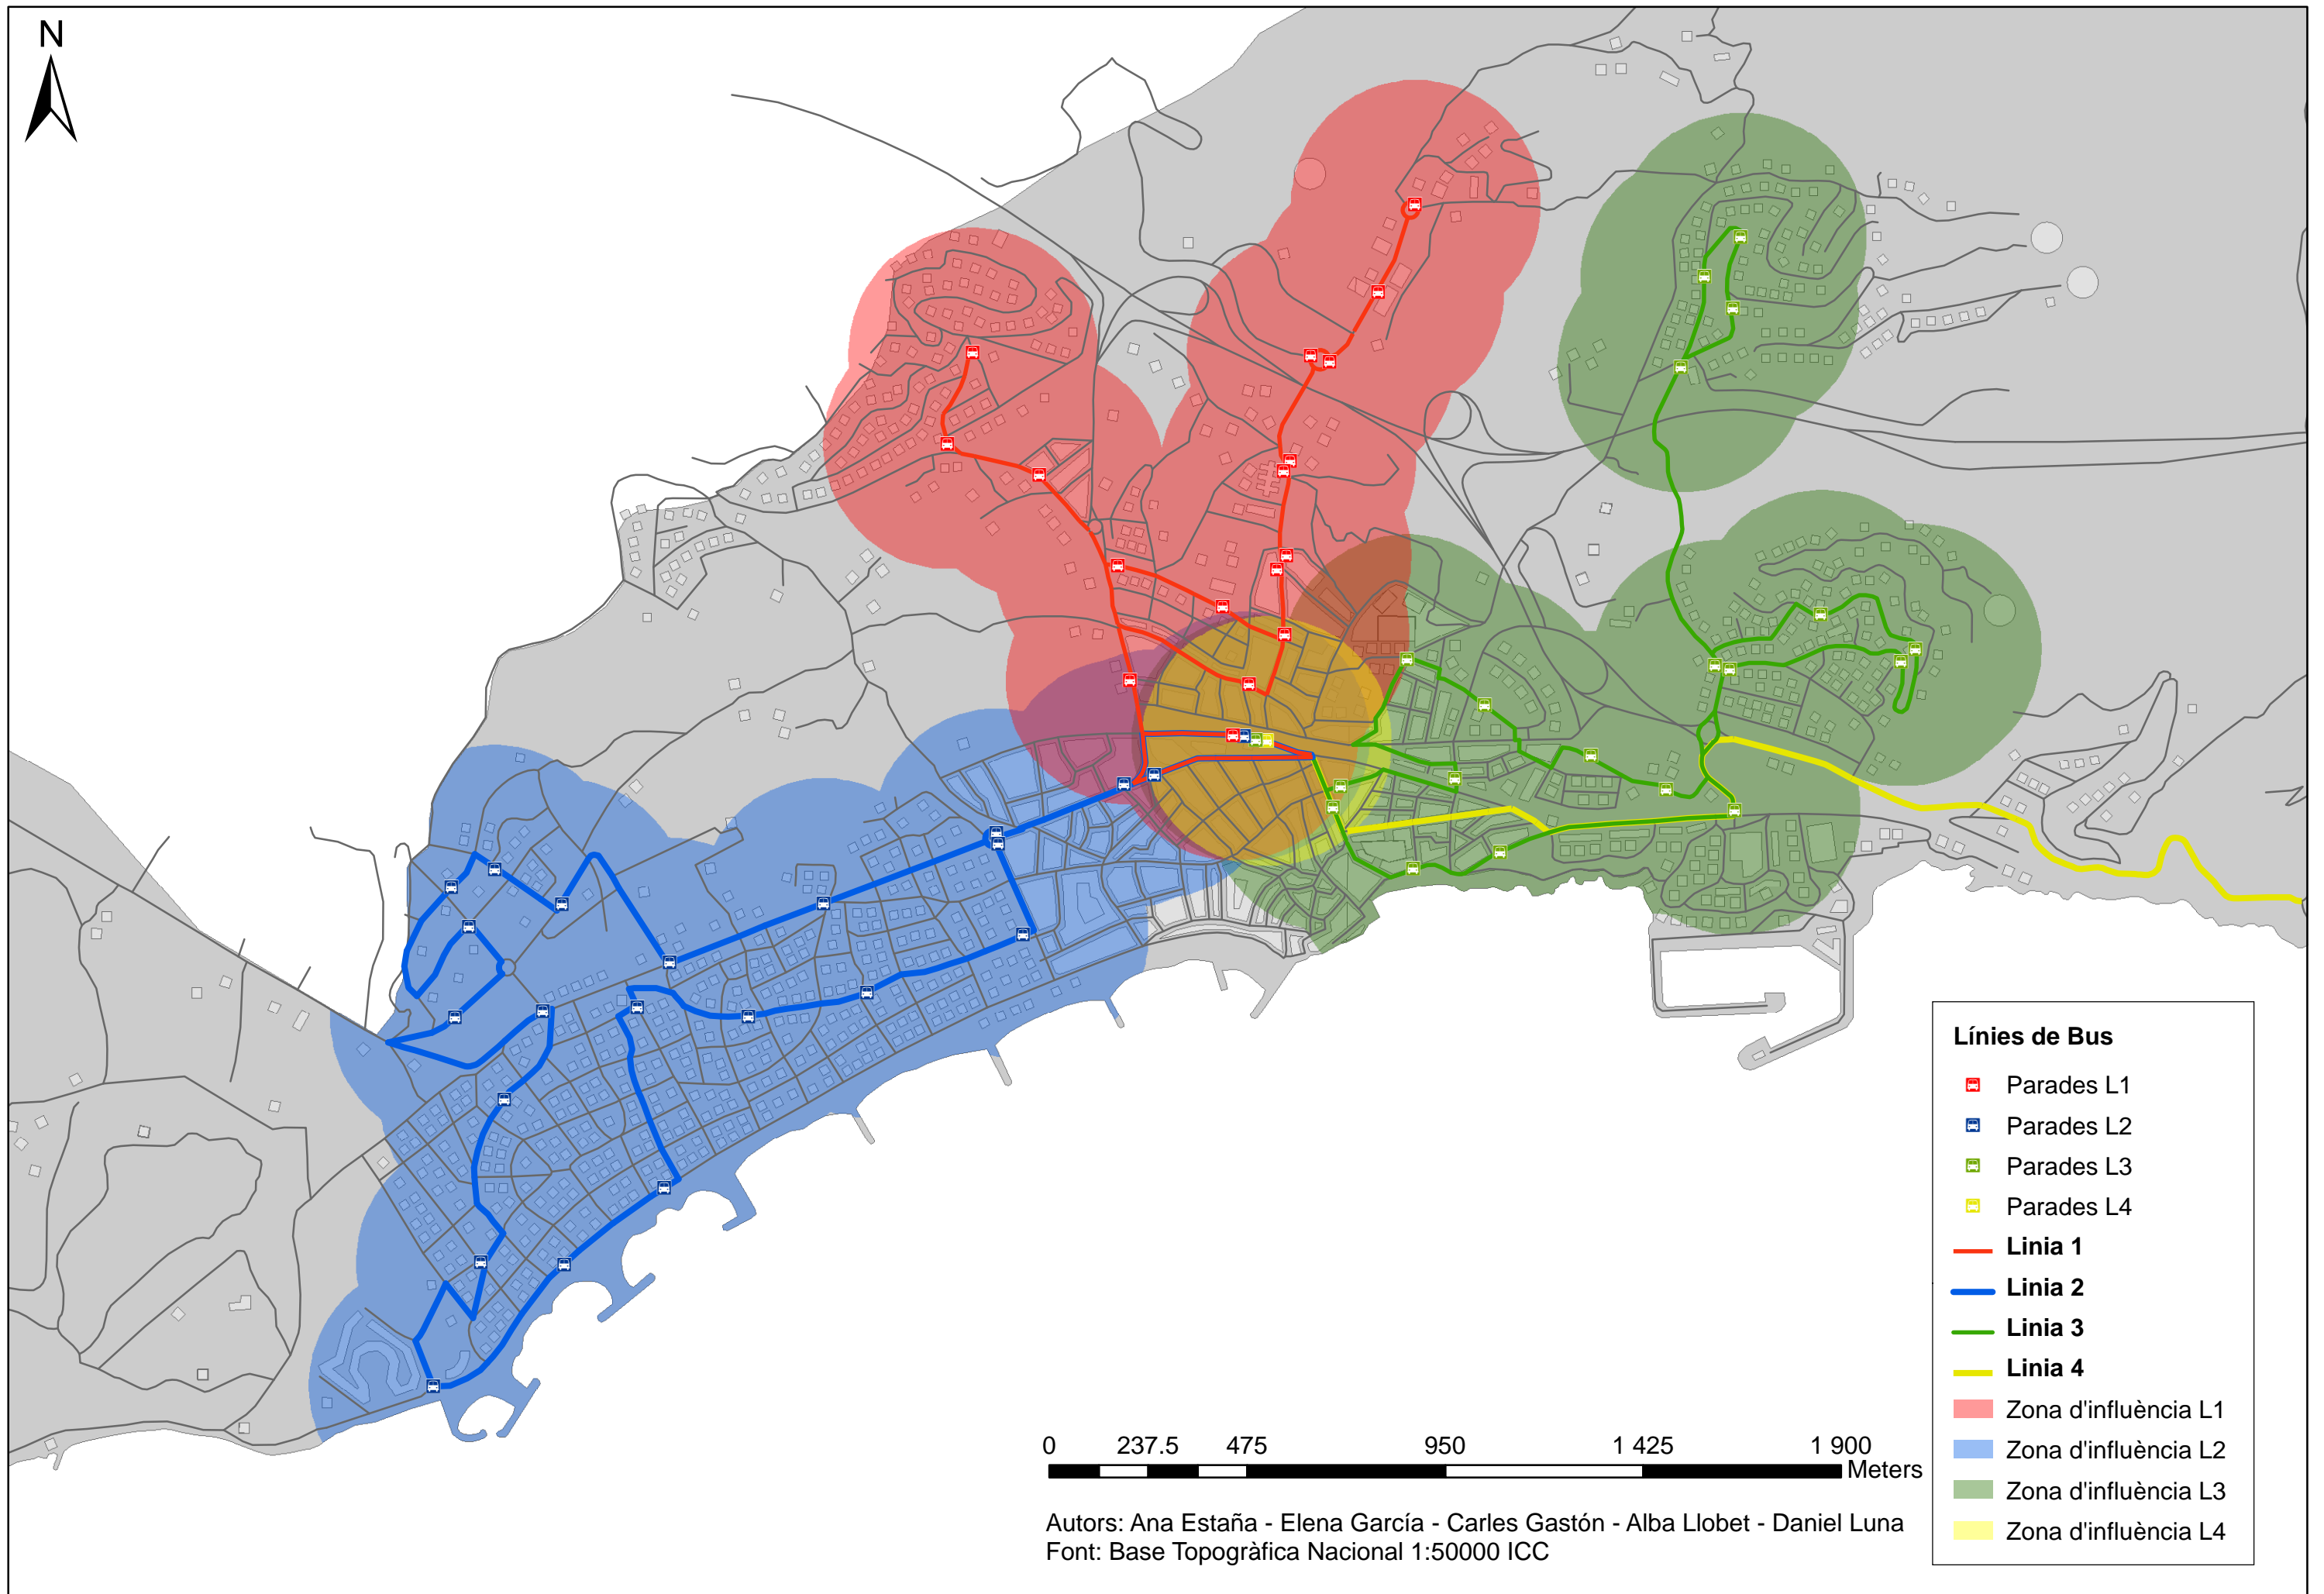 N
Línies de Bus
Parades L1
Parades L2
Parades L3
Parades L4
Linia 1
Linia 2
Linia 3
Linia 4
Zona d'influència L1
Zona d'influència L2
Zona d'influència L3
Zona d'influència L4
0 237.5 475 950 1 425 1 900
Meters
Autors: Ana Estaña - Elena García - Carles Gastón - Alba Llobet - Daniel Luna
Font: Base Topogràfica Nacional 1:50000 ICC